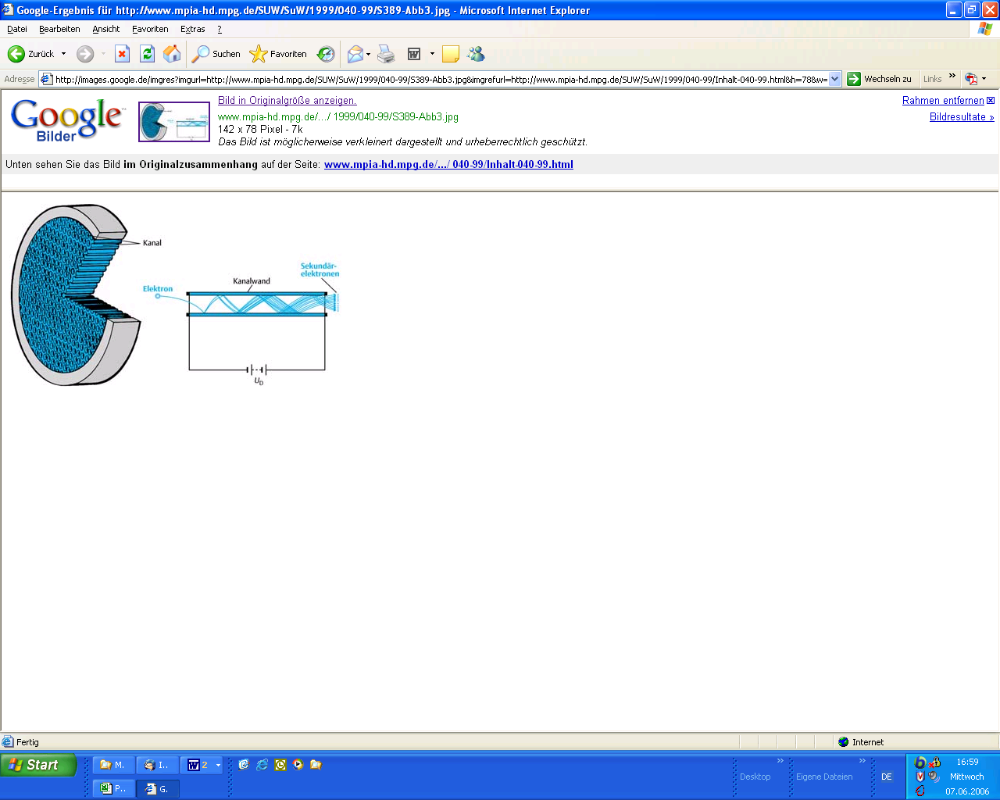 Google-Ergebnis für http://www.mpia-hd.mpg.de/SUW/SuW/1999/040-99/S389-Abb3.jpg - Microsoft Internet Explorer
Datei Bearbeiten Ansicht Favoriten Extras ?
Zurück Suchen Favoriten
Adresse http://images.google.de/imgres?imgurl=http://www.mpia-hd.mpg.de/SUW/SuW/1999/040-99/S389-Abb3.jpg&imgrefurl=http://www.mpia-hd.mpg.de/SUW/SuW/1999/040-99/Inhalt-040-99.html&h=78&w= Wechseln zu Links »
Google™
Bilder
Bild in Originalgröße anzeigen.
www.mpia-hd.mpg.de/.../ 1999/040-99/S389-Abb3.jpg
142 x 78 Pixel - 7k
Das Bild ist möglicherweise verkleinert dargestellt und urheberrechtlich geschützt.
Rahmen entfernen
Bildresultate »
Unten sehen Sie das Bild im Originalzusammenhang auf der Seite: www.mpia-hd.mpg.de/.../ 040-99/Inhalt-040-99.html
Kanal
Sekundär-
elektronen
Kanalwand
Elektron
U0
Fertig Internet
Start M. I.. 2
P.. G.
Desktop » Eigene Dateien » DE
16:59
Mittwoch
07.06.2006